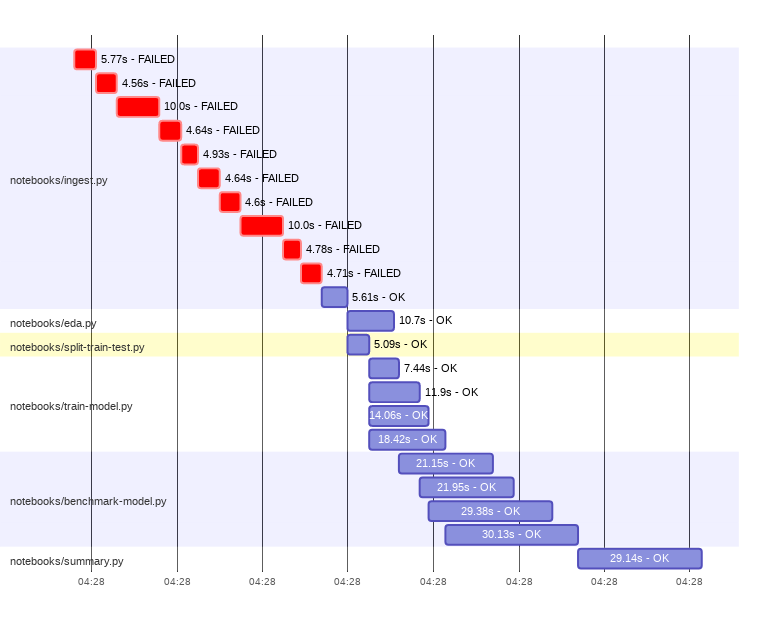 5.77s - FAILED
4.56s - FAILED
10.0s - FAILED
4.64s - FAILED
4.93s - FAILED
notebooks/ingest.py
4.64s - FAILED
4.6s - FAILED
10.0s - FAILED
4.78s - FAILED
4.71s - FAILED
5.61s - OK
notebooks/eda.py 10.7s - OK
notebooks/split-train-test.py 5.09s - OK
7.44s - OK
11.9s - OK
notebooks/train-model.py
14.06s - OK
18.42s - OK
21.15s - OK
21.95s - OK
notebooks/benchmark-model.py
29.38s - OK
30.13s - OK
notebooks/summary.py 29.14s - OK
04:28 04:28 04:28 04:28 04:28 04:28 04:28 04:28